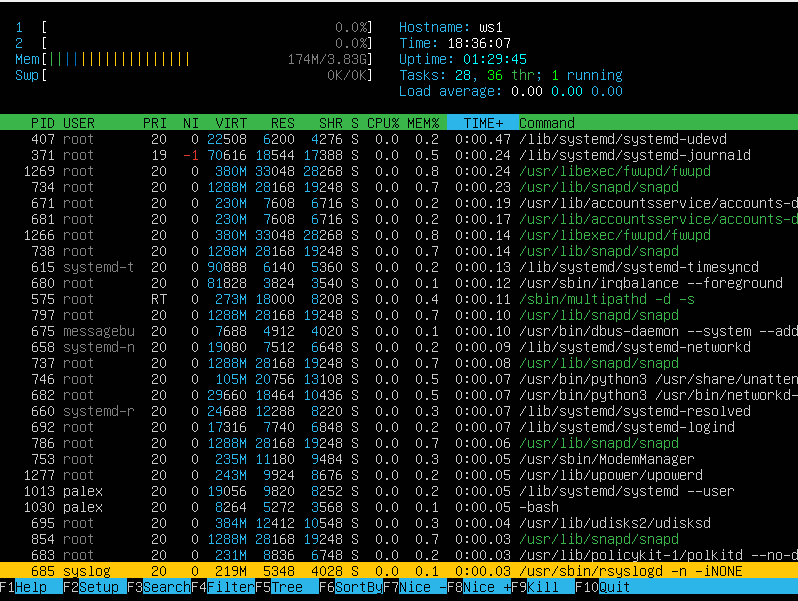 1 [ 0.0%] Hostname: ws1
2 [ 0.0%] Time: 18:36:07
Mem[|||||||||||||||||| 174M/3.83G] Uptime: 01:29:45
Swp[ 0K/0K] Tasks: 28, 36 thr; 1 running
Load average: 0.00 0.00 0.00
PID USER PRI NI VIRT RES SHR S CPU% MEM% TIME+ Command
407 root 20 0 22508 6200 4276 S 0.0 0.2 0:00.47 /lib/systemd/systemd-udevd
371 root 19 -1 70616 18544 17388 S 0.0 0.5 0:00.24 /lib/systemd/systemd-journald
1269 root 20 0 380M 33048 28268 S 0.0 0.8 0:00.24 /usr/libexec/fwupd/fwupd
734 root 20 0 1288M 28168 19248 S 0.0 0.7 0:00.23 /usr/lib/snapd/snapd
671 root 20 0 230M 7608 6716 S 0.0 0.2 0:00.19 /usr/lib/accountsservice/accounts-d
681 root 20 0 230M 7608 6716 S 0.0 0.2 0:00.17 /usr/lib/accountsservice/accounts-d
1266 root 20 0 380M 33048 28268 S 0.0 0.8 0:00.14 /usr/libexec/fwupd/fwupd
738 root 20 0 1288M 28168 19248 S 0.0 0.7 0:00.14 /usr/lib/snapd/snapd
615 systemd-t 20 0 90888 6140 5360 S 0.0 0.2 0:00.13 /lib/systemd/systemd-timesyncd
680 root 20 0 81828 3824 3540 S 0.0 0.1 0:00.12 /usr/sbin/irqbalance --foreground
575 root RT 0 273M 18000 8208 S 0.0 0.4 0:00.11 /sbin/multipathd -d -s
797 root 20 0 1288M 28168 19248 S 0.0 0.7 0:00.10 /usr/lib/snapd/snapd
675 messagebu 20 0 7688 4912 4020 S 0.0 0.1 0:00.10 /usr/bin/dbus-daemon --system --add
658 systemd-n 20 0 19080 7512 6648 S 0.0 0.2 0:00.09 /lib/systemd/systemd-networkd
737 root 20 0 1288M 28168 19248 S 0.0 0.7 0:00.08 /usr/lib/snapd/snapd
746 root 20 0 105M 20756 13108 S 0.0 0.5 0:00.07 /usr/bin/python3 /usr/share/unatten
682 root 20 0 29660 18464 10436 S 0.0 0.5 0:00.07 /usr/bin/python3 /usr/bin/networkd-
660 systemd-r 20 0 24688 12288 8220 S 0.0 0.3 0:00.07 /lib/systemd/systemd-resolved
692 root 20 0 17316 7740 6848 S 0.0 0.2 0:00.07 /lib/systemd/systemd-logind
786 root 20 0 1288M 28168 19248 S 0.0 0.7 0:00.06 /usr/lib/snapd/snapd
753 root 20 0 235M 11180 9484 S 0.0 0.3 0:00.05 /usr/sbin/ModemManager
1277 root 20 0 243M 9924 8676 S 0.0 0.2 0:00.05 /usr/lib/upower/upowerd
1013 palex 20 0 19056 9820 8252 S 0.0 0.2 0:00.05 /lib/systemd/systemd --user
1030 palex 20 0 8264 5272 3568 S 0.0 0.1 0:00.05 -bash
695 root 20 0 384M 12412 10548 S 0.0 0.3 0:00.04 /usr/lib/udisks2/udisksd
854 root 20 0 1288M 28168 19248 S 0.0 0.7 0:00.03 /usr/lib/snapd/snapd
683 root 20 0 231M 8836 6748 S 0.0 0.2 0:00.03 /usr/lib/policykit-1/polkitd --no-d
685 syslog 20 0 219M 5348 4028 S 0.0 0.1 0:00.03 /usr/sbin/rsyslogd -n -iNONE
F1Help F2Setup F3SearchF4FilterF5Tree F6SortByF7Nice -F8Nice +F9Kill F10Quit